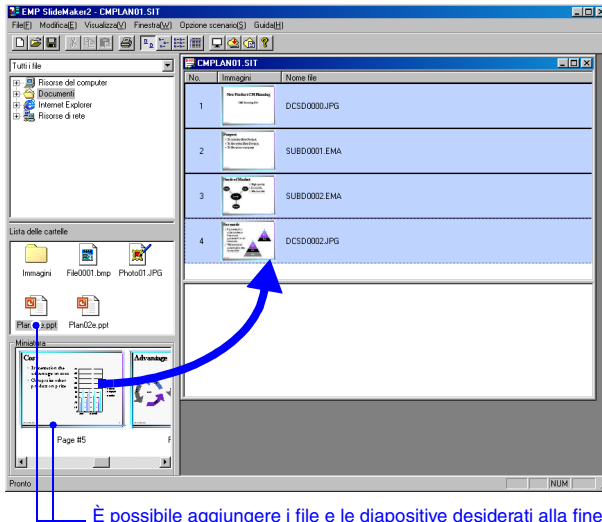 EMP SlideMaker2 - CMPLAN01.SIT
File(F) Modifica(E) Visualizza(V) Finestra(W) Opzione scenario(S) Guida(H)
Tutti i file
Risorse del computer
Documenti
Internet Explorer
Risorse di rete
Lista delle cartelle
Immagini File0001.bmp Photo01.JPG
Plan02e.ppt
Miniatura
Advantage
Page #5
CMPLAN01.SIT
No. Immagini Nome file
1 DCSD0000.JPG
2 SUBD0001.EMA
3 SUBD0002.EMA
4 DCSD0002.JPG
Pronto NUM
È possibile aggiungere i file e le diapositive desiderati alla fine